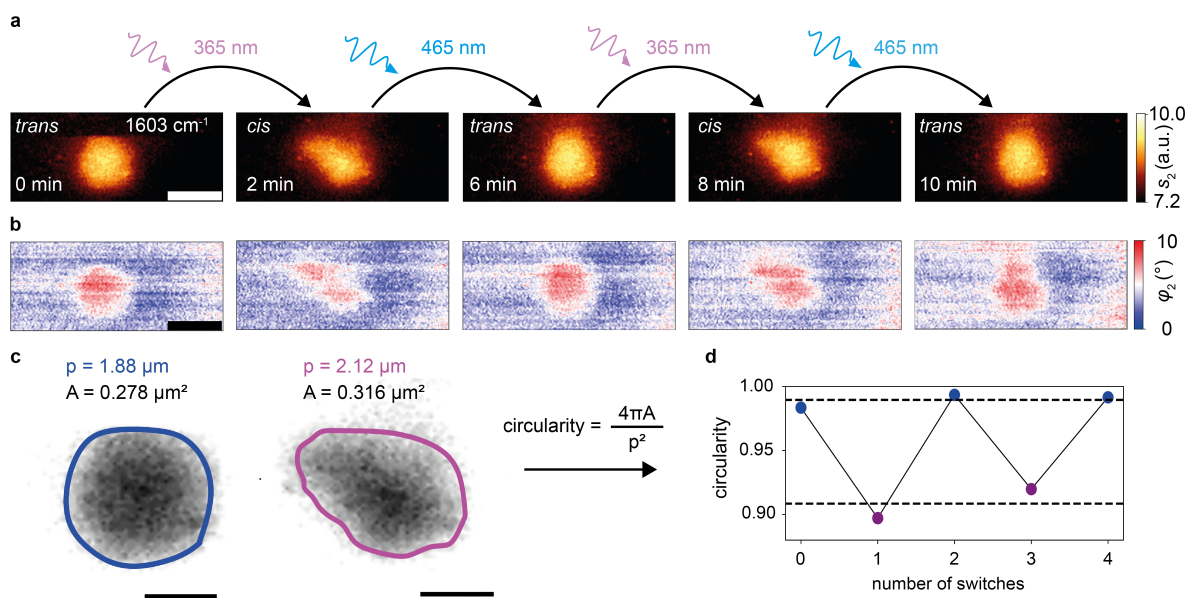 a
365 nm 465 nm 365 nm 465 nm
trans 1603 cm⁻¹ cis trans cis trans
0 min 2 min 6 min 8 min 10 min
10.0
s₂ (a.u.)
7.2
b
10
φ₂ (°)
0
c
p = 1.88 µm
A = 0.278 µm²
p = 2.12 µm
A = 0.316 µm²
circularity = 4πA
p²
d
1.00
0.95
0.90
circularity
0 1 2 3 4
number of switches